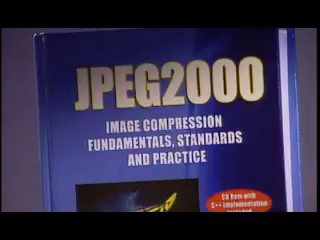 JPEG2000
IMAGE COMPRESSION
FUNDAMENTALS, STANDARDS
AND PRACTICE
CD Rom with
C++ implementation